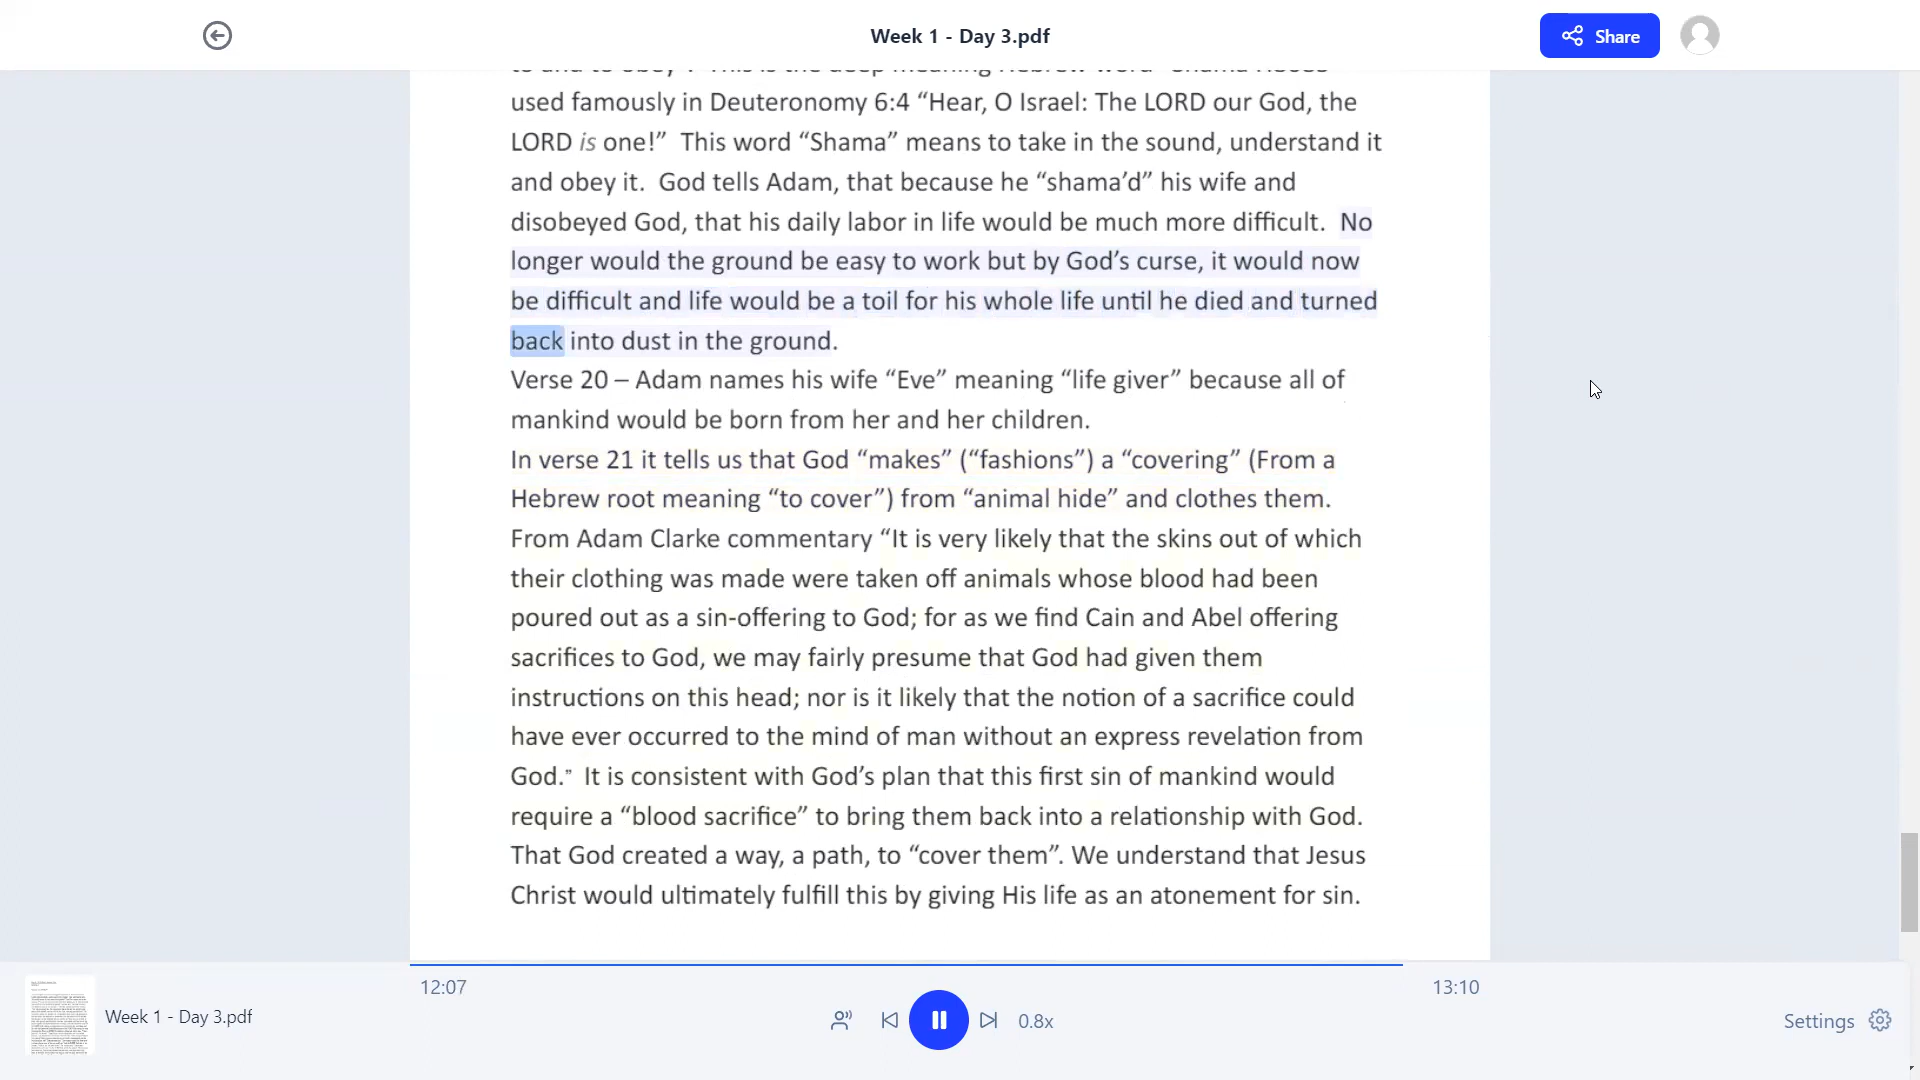 Week 1 - Day 3.pdf
Share
to and to obey”. This is the deep meaning Hebrew word “Shama
used famously in Deuteronomy 6:4 “Hear, O Israel: The LORD our God, the
LORD is one!”  This word “Shama” means to take in the sound, understand it
and obey it.  God tells Adam, that because he “shama’d” his wife and
disobeyed God, that his daily labor in life would be much more difficult.  No
longer would the ground be easy to work but by God’s curse, it would now
be difficult and life would be a toil for his whole life until he died and turned
back into dust in the ground.
Verse 20 – Adam names his wife “Eve” meaning “life giver” because all of
mankind would be born from her and her children.
In verse 21 it tells us that God “makes” (“fashions”) a “covering” (From a
Hebrew root meaning “to cover”) from “animal hide” and clothes them.
From Adam Clarke commentary “It is very likely that the skins out of which
their clothing was made were taken off animals whose blood had been
poured out as a sin-offering to God; for as we find Cain and Abel offering
sacrifices to God, we may fairly presume that God had given them
instructions on this head; nor is it likely that the notion of a sacrifice could
have ever occurred to the mind of man without an express revelation from
God.”  It is consistent with God’s plan that this first sin of mankind would
require a “blood sacrifice” to bring them back into a relationship with God.
That God created a way, a path, to “cover them”. We understand that Jesus
Christ would ultimately fulfill this by giving His life as an atonement for sin.
12:07
13:10
Week 1 - Day 3.pdf
0.8x
Settings